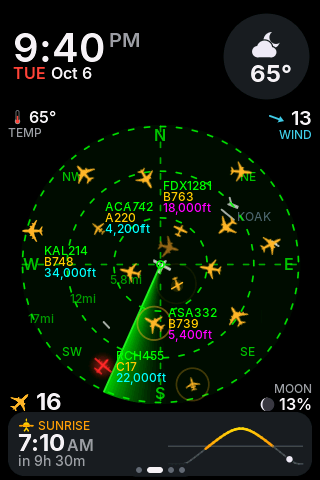 9:40 PM
TUE Oct 6
65°
65°
TEMP
13
WIND
N
NW
NE
FDX1281
B763
18,000ft
ACA742
A220
4,200ft
KOAK
KAL214
B748
34,000ft
W
E
5.8mi
12mi
17mi
ASA332
B739
5,400ft
SW
SE
RCH455
C17
22,000ft
S
16
MOON
13%
SUNRISE
7:10 AM
in 9h 30m